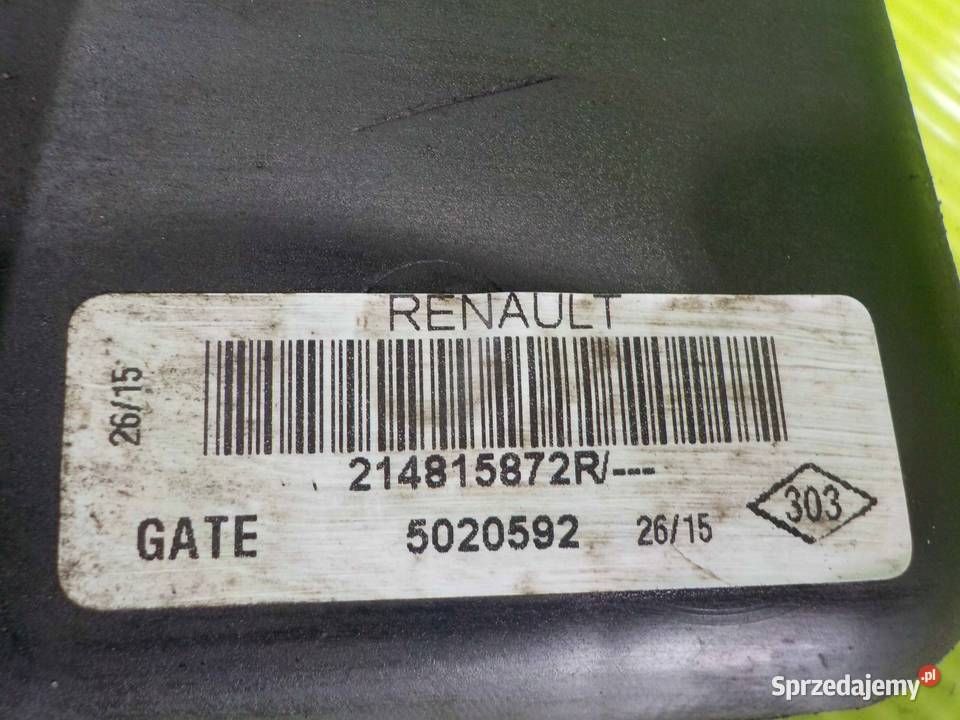 RENAULT
26/15
214815872R/---
303
GATE 5020592 26/15
Sprzedajemy.pl